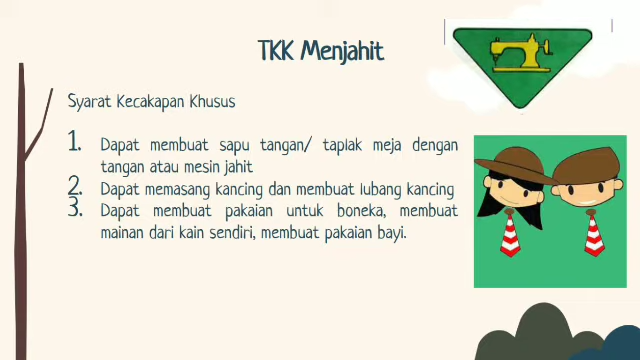 TKK Menjahit
Syarat Kecakapan Khusus
1. Dapat membuat sapu tangan/ taplak meja dengan
tangan atau mesin jahit
2. Dapat memasang kancing dan membuat lubang kancing
3. Dapat membuat pakaian untuk boneka, membuat
mainan dari kain sendiri, membuat pakaian bayi.